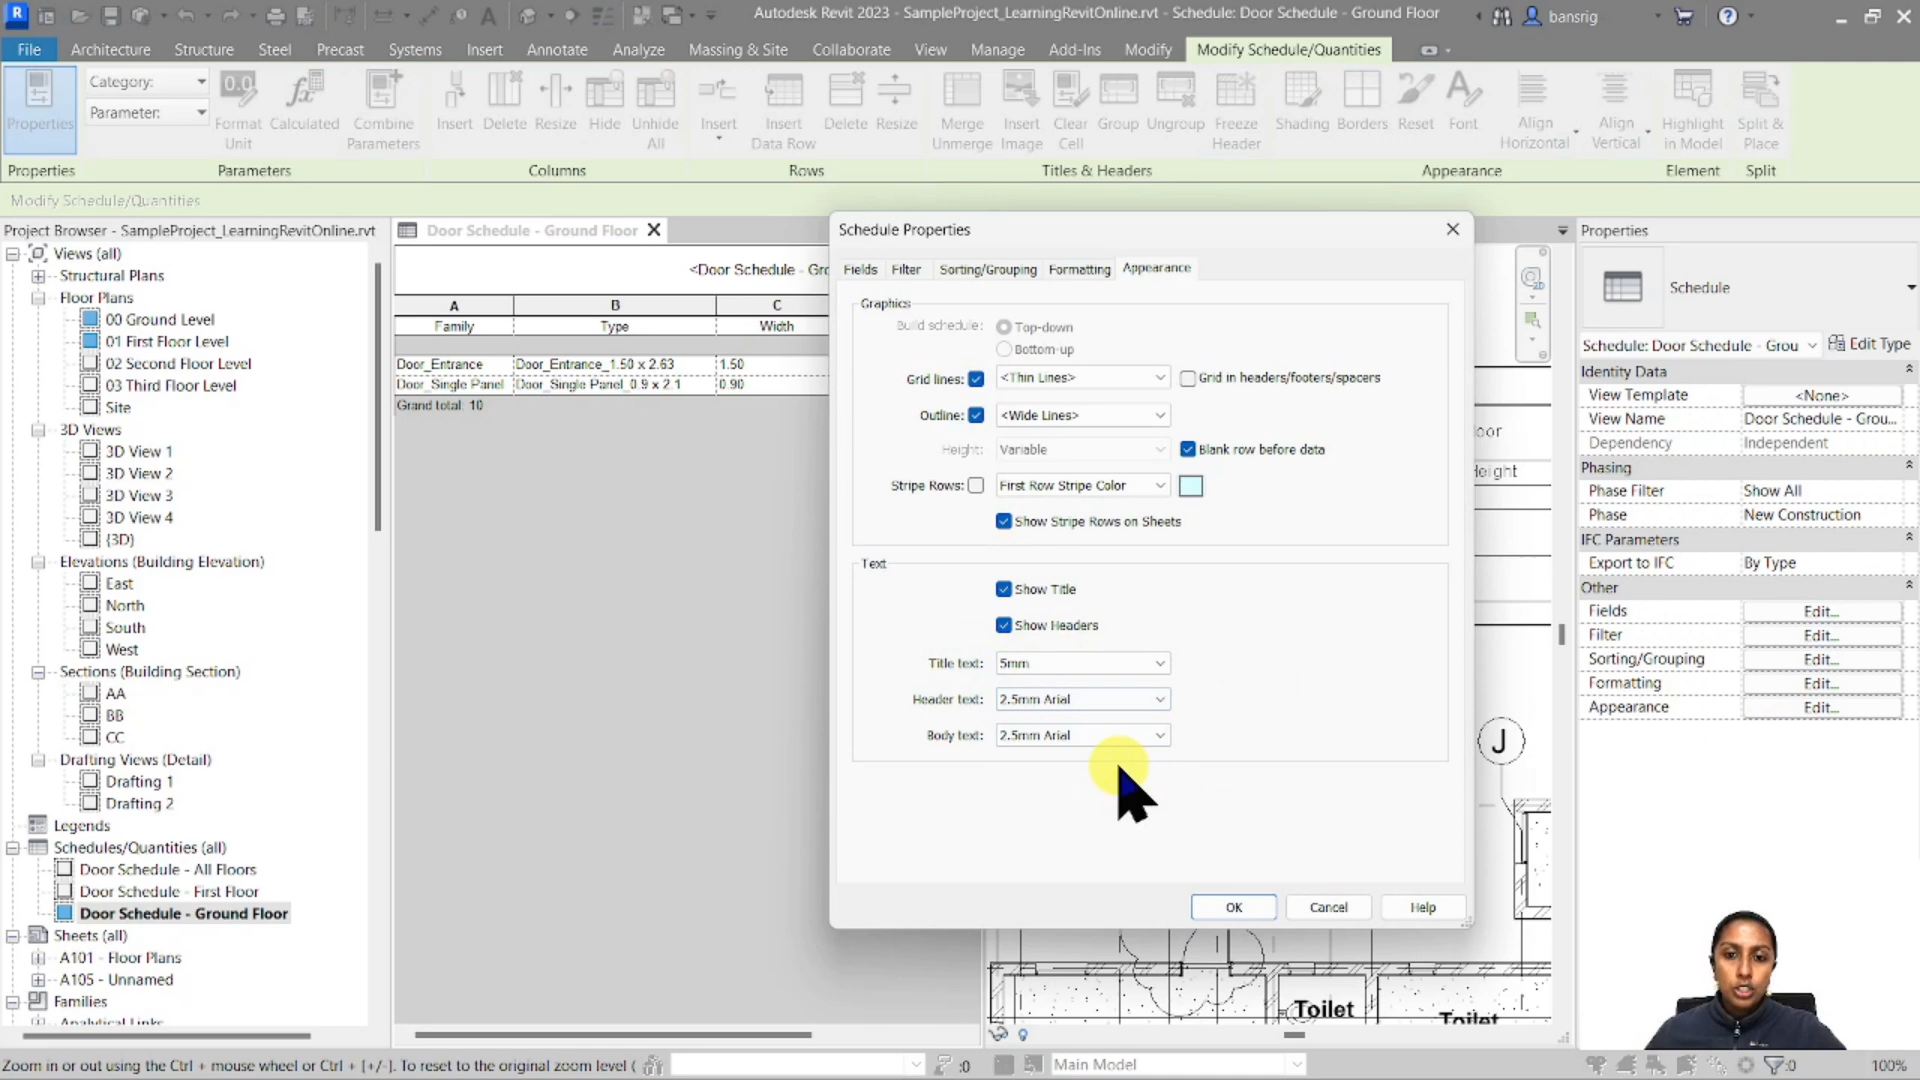 Autodesk Revit 2023 - SampleProject_LearningRevitOnline.rvt - Schedule: Door Schedule - Ground Floor
bansrig
File Architecture Structure Steel Precast Systems Insert Annotate Analyze Massing & Site Collaborate View Manage Add-Ins Modify Modify Schedule/Quantities
Category:
Parameter:
Properties
Format Unit
Calculated
Combine Parameters
Insert Delete Resize Hide Unhide All
Insert
Insert Data Row
Delete Resize
Merge Unmerge
Insert Image
Clear Cell
Group Ungroup
Freeze Header
Shading Borders Reset Font
Align Horizontal
Align Vertical
Highlight in Model
Split & Place
Properties Parameters Columns Rows Titles & Headers Appearance Element Split
Modify Schedule/Quantities
Project Browser - SampleProject_LearningRevitOnline.rvt
Views (all)
Structural Plans
Floor Plans
00 Ground Level
01 First Floor Level
02 Second Floor Level
03 Third Floor Level
Site
3D Views
3D View 1
3D View 2
3D View 3
3D View 4
{3D}
Elevations (Building Elevation)
East
North
South
West
Sections (Building Section)
AA
BB
CC
Drafting Views (Detail)
Drafting 1
Drafting 2
Legends
Schedules/Quantities (all)
Door Schedule - All Floors
Door Schedule - First Floor
Door Schedule - Ground Floor
Sheets (all)
A101 - Floor Plans
A105 - Unnamed
Families
Analytical Links
Door Schedule - Ground Floor
<Door Schedule - Gro
A B C
Family Type Width
Door_Entrance Door_Entrance_1.50 x 2.63 1.50
Door_Single Panel Door_Single Panel_0.9 x 2.1 0.90
Grand total: 10
Schedule Properties
Fields Filter Sorting/Grouping Formatting Appearance
Graphics
Build schedule: Top-down
Bottom-up
Grid lines: <Thin Lines> Grid in headers/footers/spacers
Outline: <Wide Lines>
Height: Variable Blank row before data
Stripe Rows: First Row Stripe Color
Show Stripe Rows on Sheets
Text
Show Title
Show Headers
Title text: 5mm
Header text: 2.5mm Arial
Body text: 2.5mm Arial
OK Cancel Help
oor
Height
J
Toilet
Toilet
Properties
Schedule
Schedule: Door Schedule - Grou Edit Type
Identity Data
View Template <None>
View Name Door Schedule - Grou...
Dependency Independent
Phasing
Phase Filter Show All
Phase New Construction
IFC Parameters
Export to IFC By Type
Other
Fields Edit...
Filter Edit...
Sorting/Grouping Edit...
Formatting Edit...
Appearance Edit...
Zoom in or out using the Ctrl + mouse wheel or Ctrl + [+/-]. To reset to the original zoom level (
:0
Main Model
:0
100%